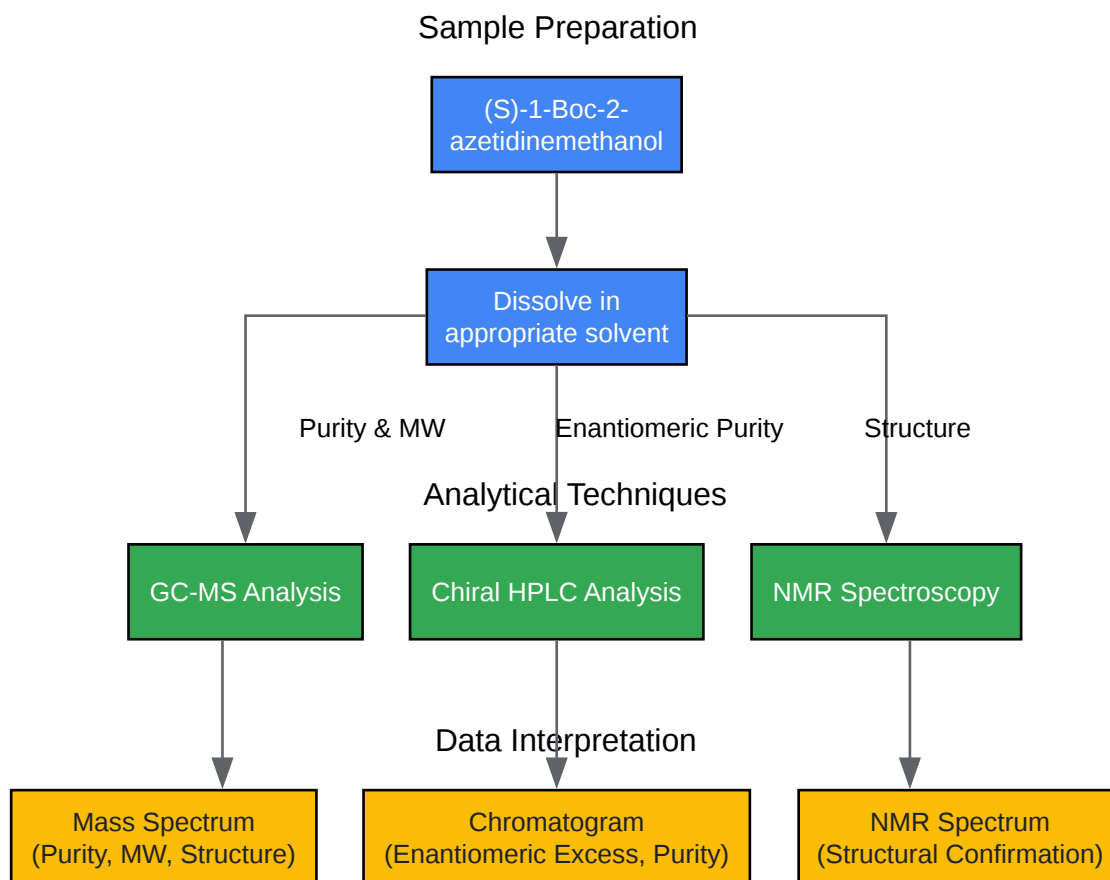 Sample Preparation
(S)-1-Boc-2-
azetidinemethanol
Dissolve in
appropriate solvent
Purity & MW
Enantiomeric Purity
Structure
Analytical Techniques
GC-MS Analysis
Chiral HPLC Analysis
NMR Spectroscopy
Data Interpretation
Mass Spectrum
(Purity, MW, Structure)
Chromatogram
(Enantiomeric Excess, Purity)
NMR Spectrum
(Structural Confirmation)